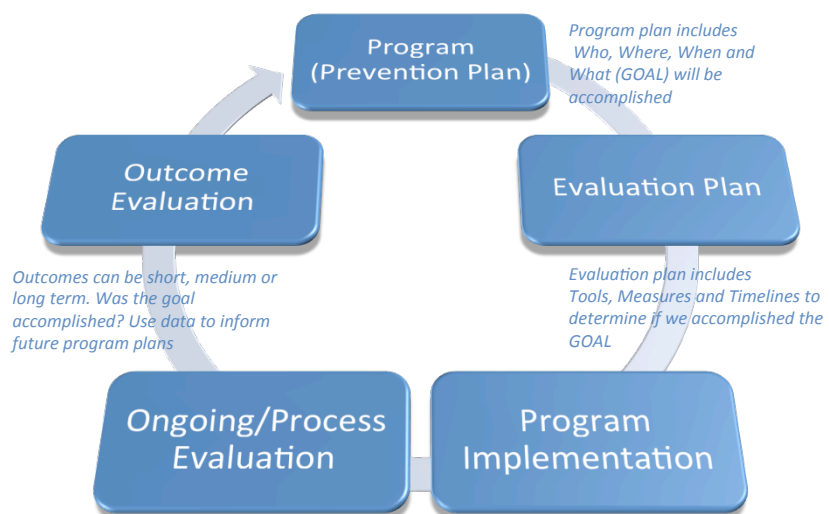 Program
(Prevention Plan)
Program plan includes
Who, Where, When and
What (GOAL) will be
accomplished
Outcome
Evaluation
Evaluation Plan
Outcomes can be short, medium or
long term. Was the goal
accomplished? Use data to inform
future program plans
Evaluation plan includes
Tools, Measures and Timelines to
determine if we accomplished the
GOAL
Ongoing/Process
Evaluation
Program
Implementation